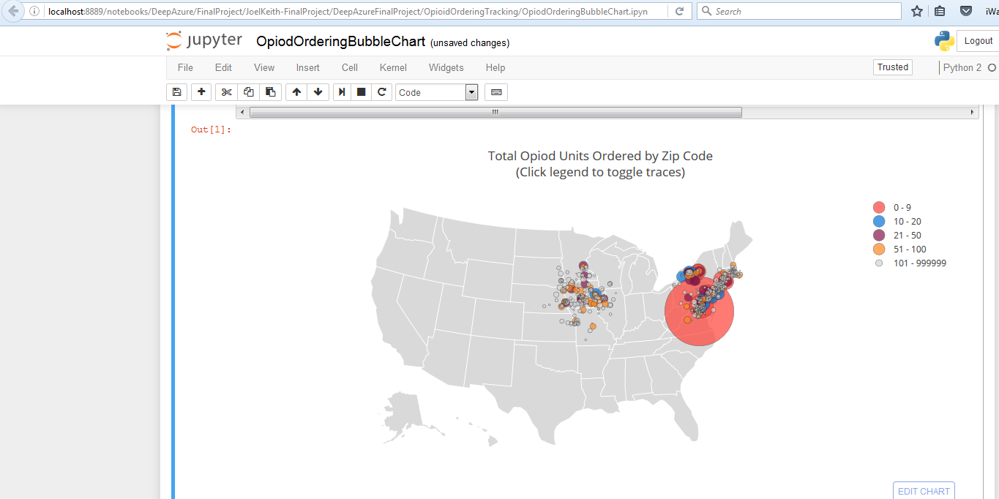 localhost:8889/notebooks/DeepAzure/FinalProject/JoelKeith-FinalProject/DeepAzureFinalProject/OpioidOrderingTracking/OpiodOrderingBubbleChart.ipyn
Search
iWa
jupyter OpiodOrderingBubbleChart (unsaved changes)
Logout
File Edit View Insert Cell Kernel Widgets Help
Trusted
Python 2
Code
Out[1]:
Total Opiod Units Ordered by Zip Code
(Click legend to toggle traces)
0 - 9
10 - 20
21 - 50
51 - 100
101 - 999999
EDIT CHART